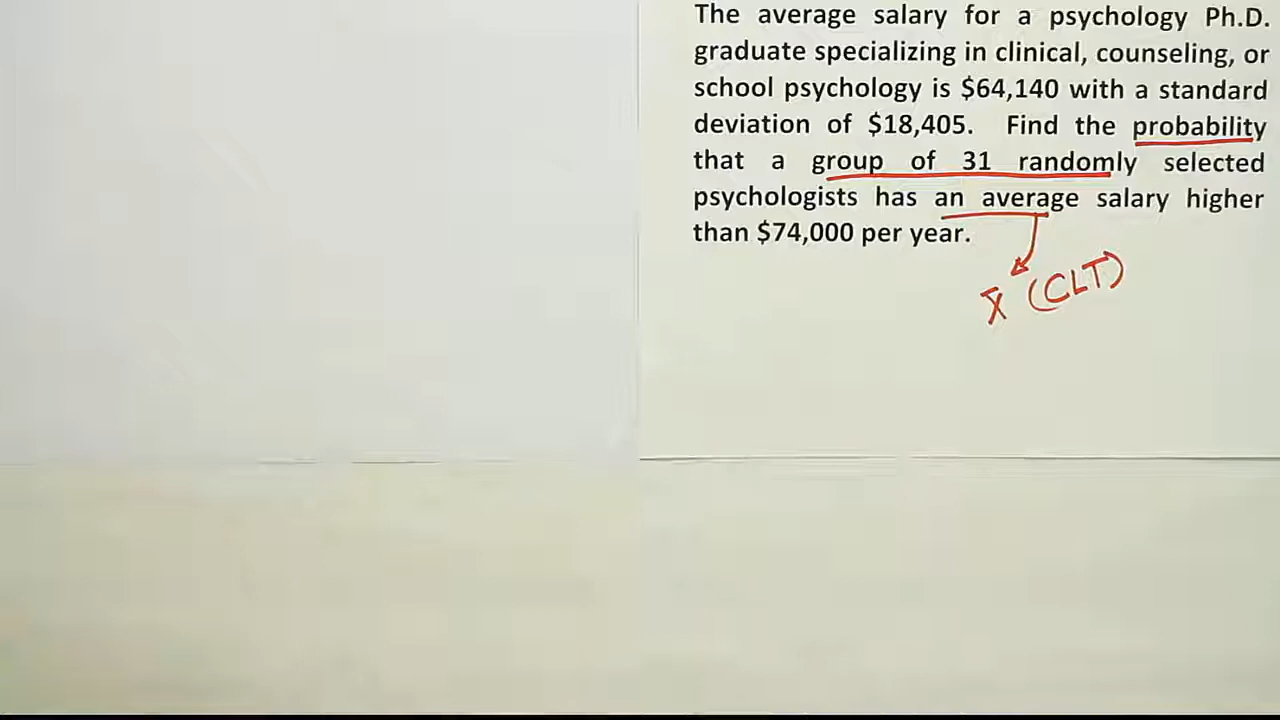 The average salary for a psychology Ph.D.
graduate specializing in clinical, counseling, or
school psychology is $64,140 with a standard
deviation of $18,405. Find the probability
that a group of 31 randomly selected
psychologists has an average salary higher
than $74,000 per year.
x̄ (CLT)